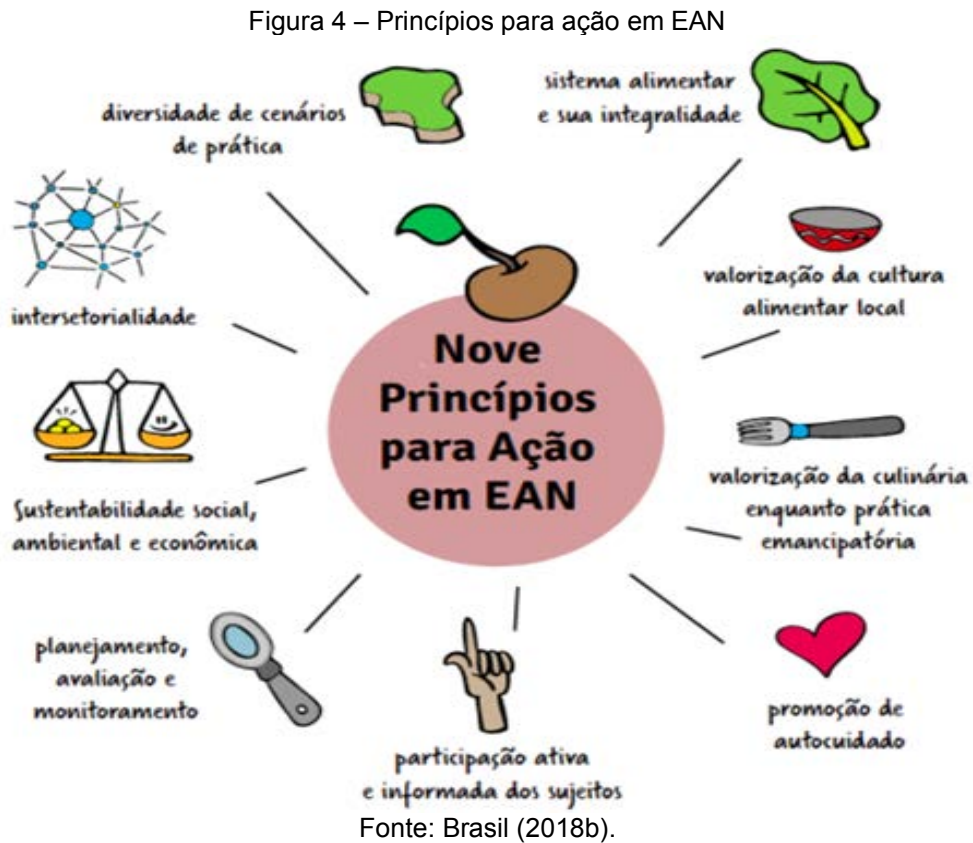 Figura 4 – Princípios para ação em EAN
diversidade de cenários
de prática
sistema alimentar
e sua integralidade
intersetorialidade
valorização da cultura
alimentar local
Nove
Princípios
para Ação
em EAN
Sustentabilidade social,
ambiental e econômica
valorização da culinária
enquanto prática
emancipatória
planejamento,
avaliação e
monitoramento
participação ativa
e informada dos sujeitos
promoção de
autocuidado
Fonte: Brasil (2018b).